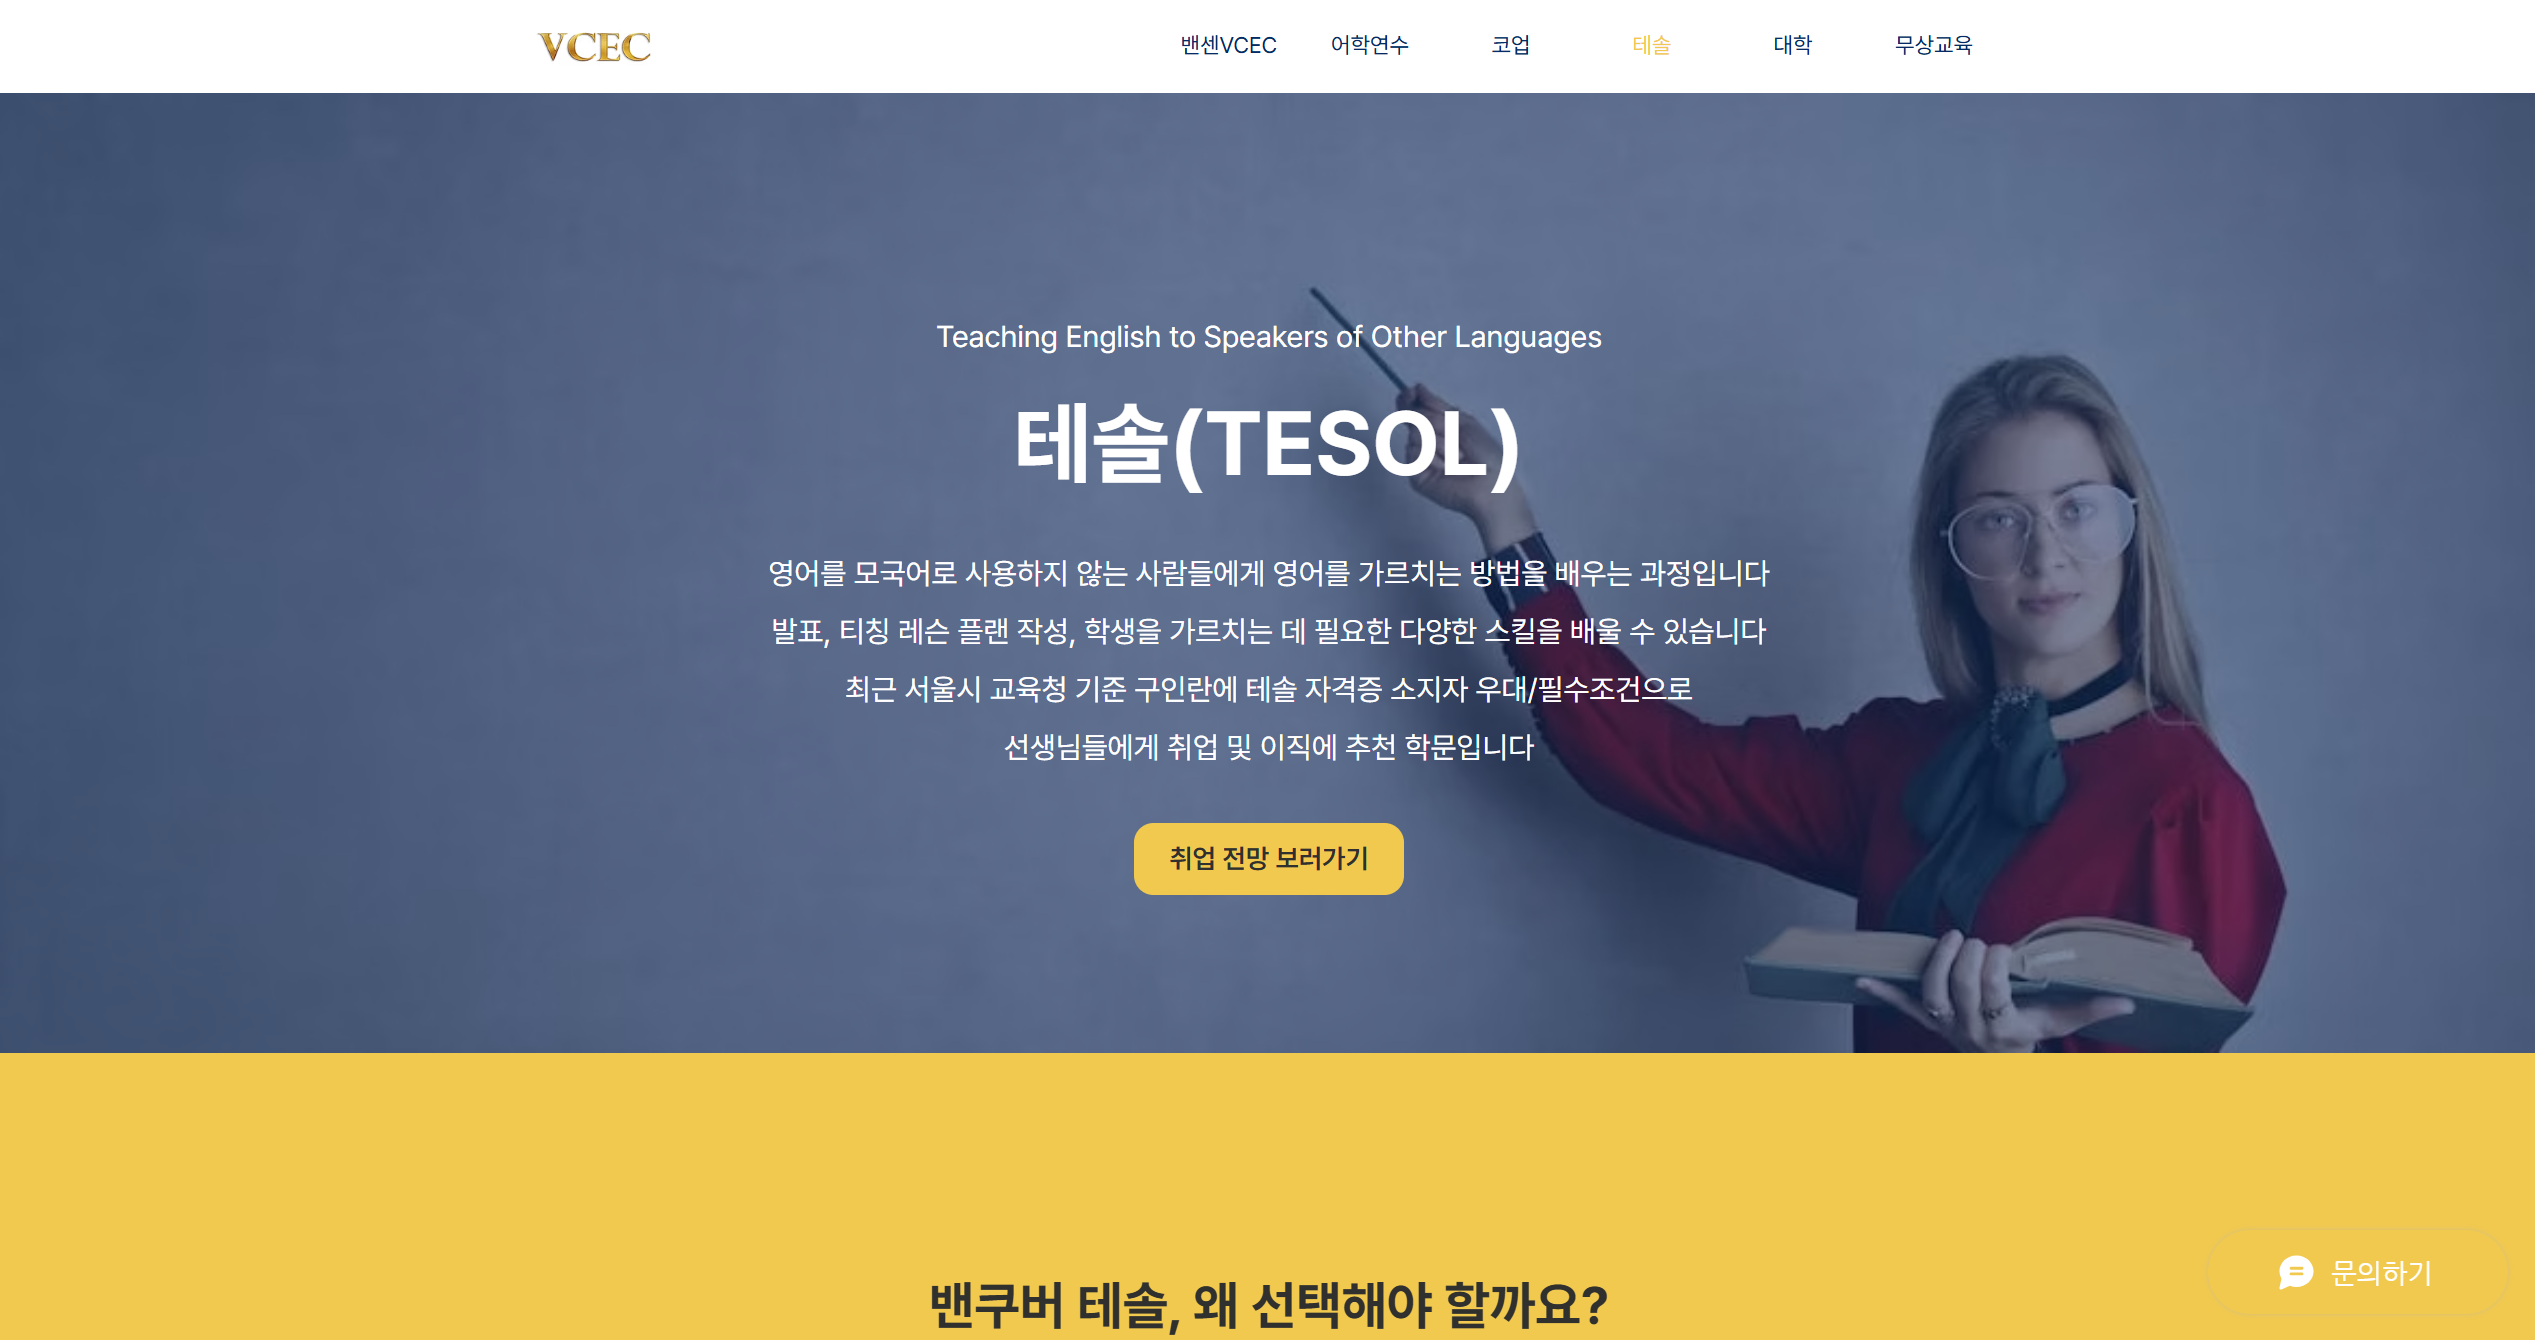 VCEC
밴센VCEC
어학연수
코업
테솔
대학
무상교육
Teaching English to Speakers of Other Languages
테솔(TESOL)
영어를 모국어로 사용하지 않는 사람들에게 영어를 가르치는 방법을 배우는 과정입니다
발표, 티칭 레슨 플랜 작성, 학생을 가르치는 데 필요한 다양한 스킬을 배울 수 있습니다
최근 서울시 교육청 기준 구인란에 테솔 자격증 소지자 우대/필수조건으로
선생님들에게 취업 및 이직에 추천 학문입니다
취업 전망 보러가기
밴쿠버 테솔, 왜 선택해야 할까요?
문의하기